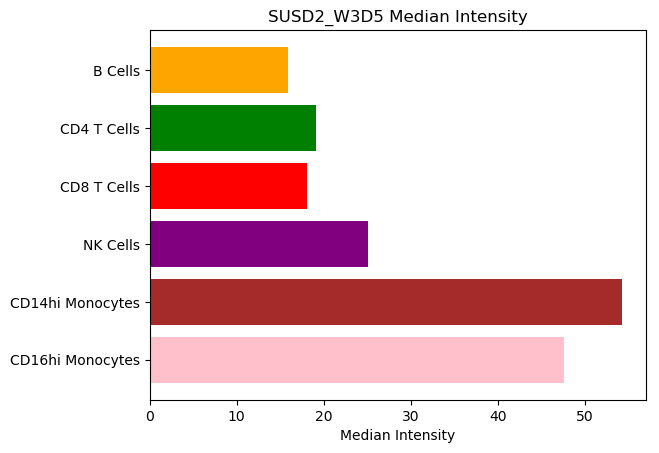 SUSD2_W3D5 Median Intensity
B Cells
CD4 T Cells
CD8 T Cells
NK Cells
CD14hi Monocytes
CD16hi Monocytes
0 10 20 30 40 50
Median Intensity